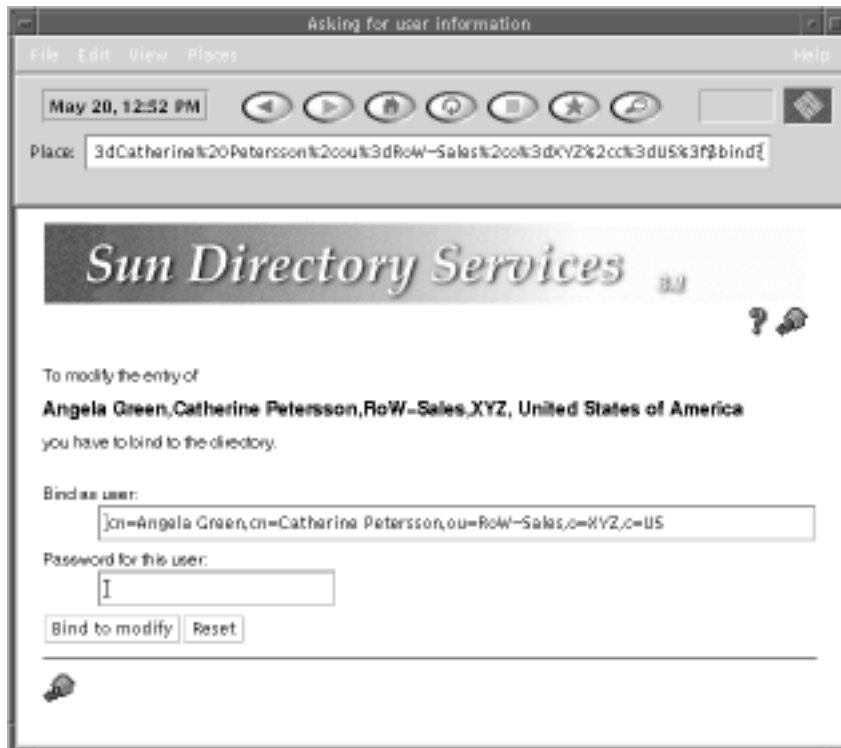 Asking for user information
File Edit View Places Help
May 20, 12:52 PM
Place: 3dCatherine%20Petersson%2cou%3dRoW-Sales%2co%3dXYZ%2cc%3dUS%3fβbind{
Sun Directory Services
?
To modify the entry of
Angela Green,Catherine Petersson,RoW-Sales,XYZ, United States of America
you have to bind to the directory.
Bind as user:
cn=Angela Green,cn=Catherine Petersson,ou=RoW-Sales,o=XYZ,c=US
Password for this user:
Bind to modify Reset